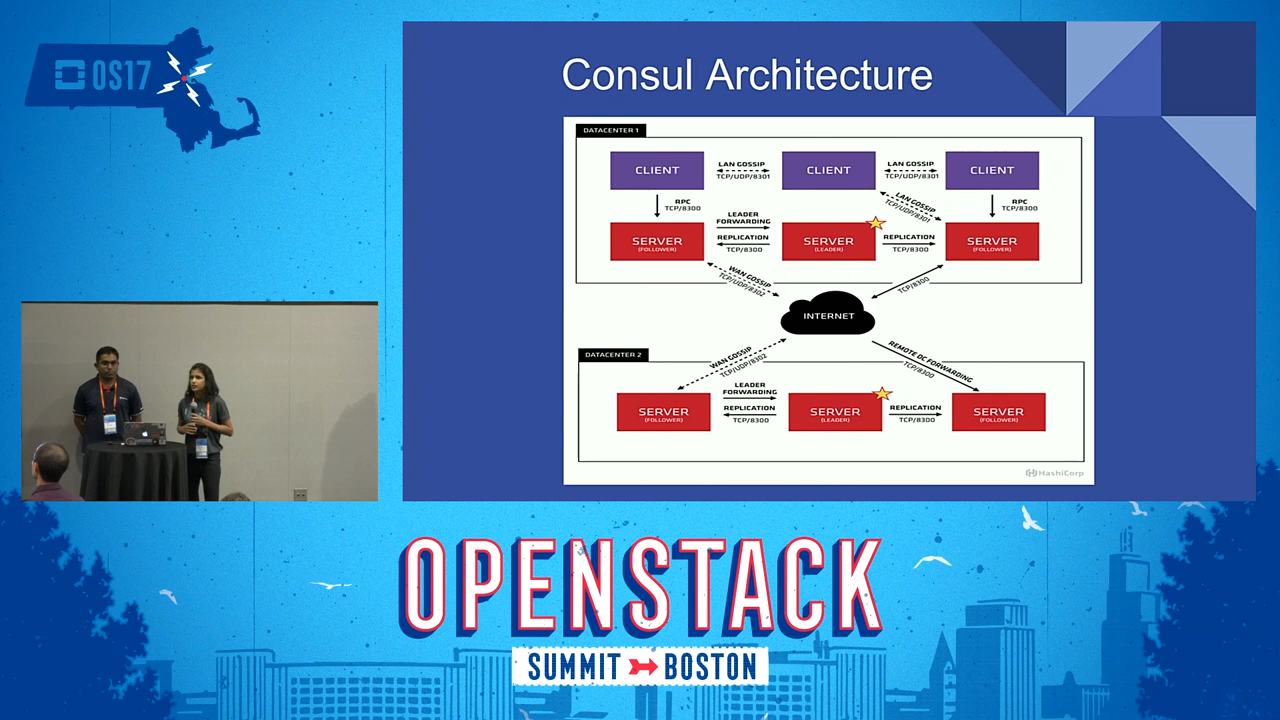 OS17
Consul Architecture
DATACENTER 1
CLIENT
LAN GOSSIP
TCP/UDP/8301
CLIENT
LAN GOSSIP
TCP/UDP/8301
CLIENT
RPC
TCP/8300
LAN GOSSIP
TCP/UDP/8301
RPC
TCP/8300
SERVER
(FOLLOWER)
LEADER
FORWARDING
REPLICATION
TCP/8300
SERVER
(LEADER)
REPLICATION
TCP/8300
SERVER
(FOLLOWER)
WAN GOSSIP
TCP/UDP/8302
TCP/8300
INTERNET
DATACENTER 2
WAN GOSSIP
TCP/UDP/8302
REMOTE DC FORWARDING
TCP/8300
SERVER
(FOLLOWER)
LEADER
FORWARDING
REPLICATION
TCP/8300
SERVER
(LEADER)
REPLICATION
TCP/8300
SERVER
(FOLLOWER)
HashiCorp
OPENSTACK
SUMMIT BOSTON